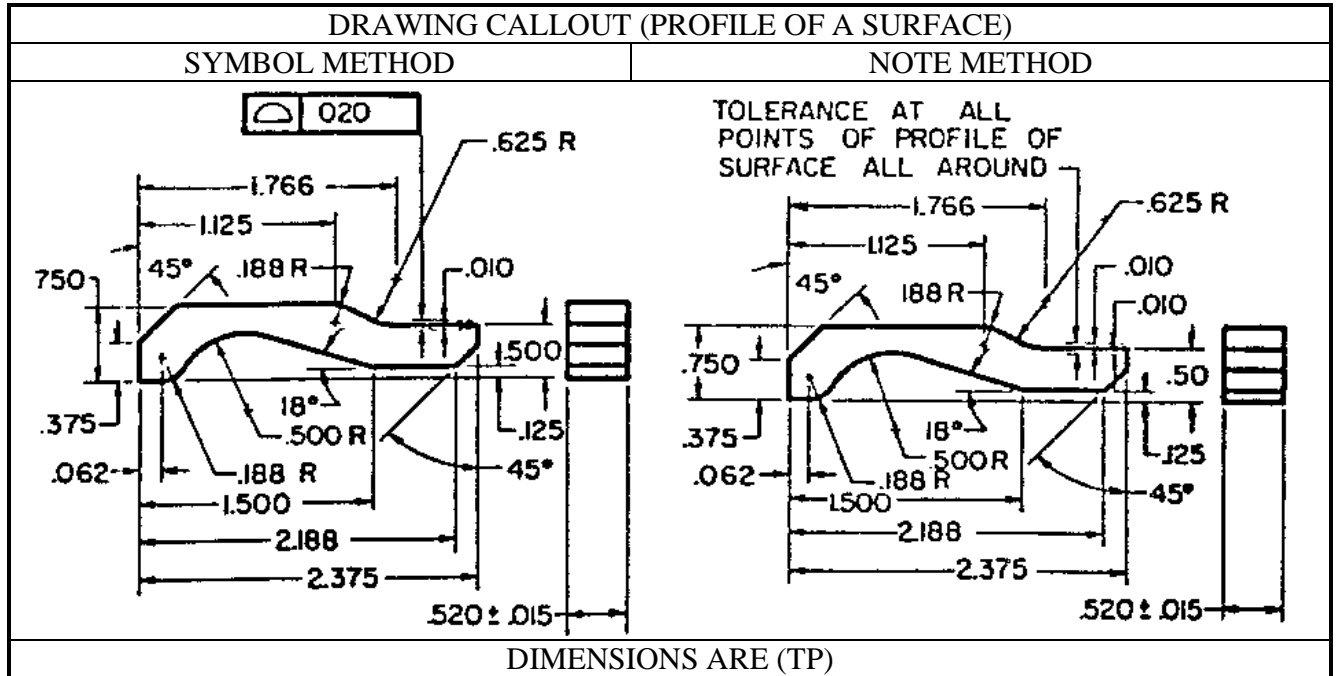 DRAWING CALLOUT (PROFILE OF A SURFACE)
SYMBOL METHOD
NOTE METHOD
020
.625 R
1.766
1.125
45°
.188 R
.010
750
.500
.375
18°
.500 R
.125
.062
.188 R
45°
1.500
2.188
2.375
.520 ± .015
TOLERANCE AT ALL
POINTS OF PROFILE OF
SURFACE ALL AROUND
1.766
.625 R
1.125
45°
.010
188 R
.010
.750
.50
.375
18°
.500 R
.125
.062
.188 R
45°
1.500
2.188
2.375
.520 ± .015
DIMENSIONS ARE (TP)